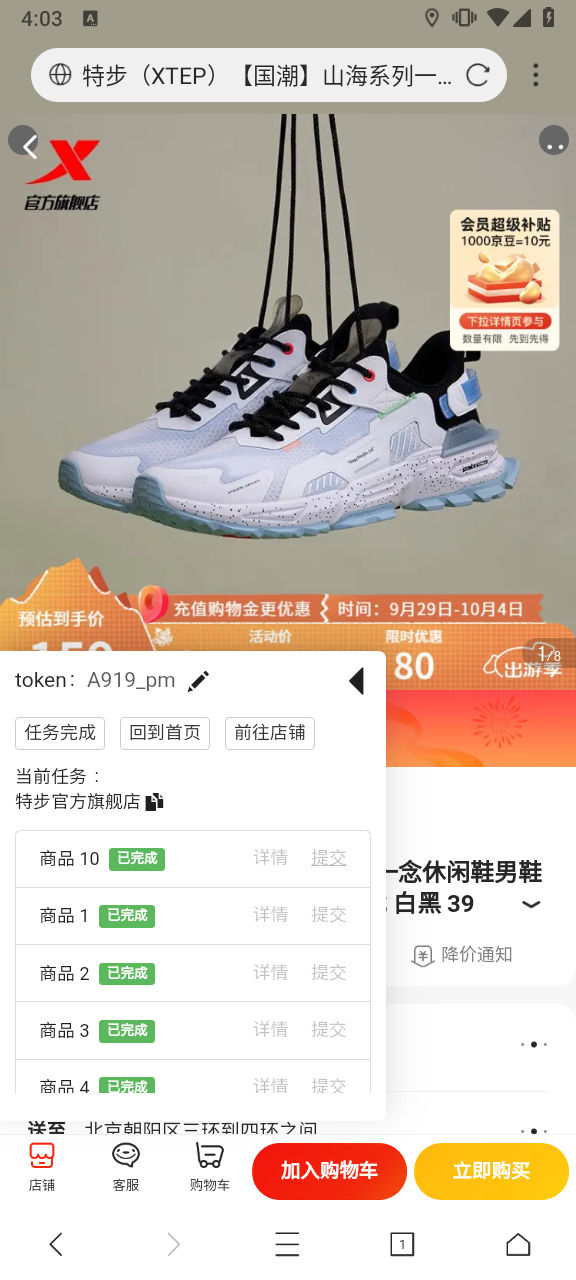 4:03 A
特步（XTEP）【国潮】山海系列一...
官方旗舰店
会员超级补贴
1000京豆=10元
下拉详情页参与
数量有限 先到先得
预估到手价
充值购物金更优惠 时间：9月29日-10月4日
活动价
限时优惠
80
1/8
出游季
token： A919_pm
任务完成 回到首页 前往店铺
当前任务：
特步官方旗舰店
商品 10 已完成 详情 提交
商品 1 已完成 详情 提交
商品 2 已完成 详情 提交
商品 3 已完成 详情 提交
商品 4 已完成 详情 提交
一念休闲鞋男鞋
白黑 39
降价通知
送至 北京朝阳区三环到四环之间
店铺 客服 购物车 加入购物车 立即购买
1